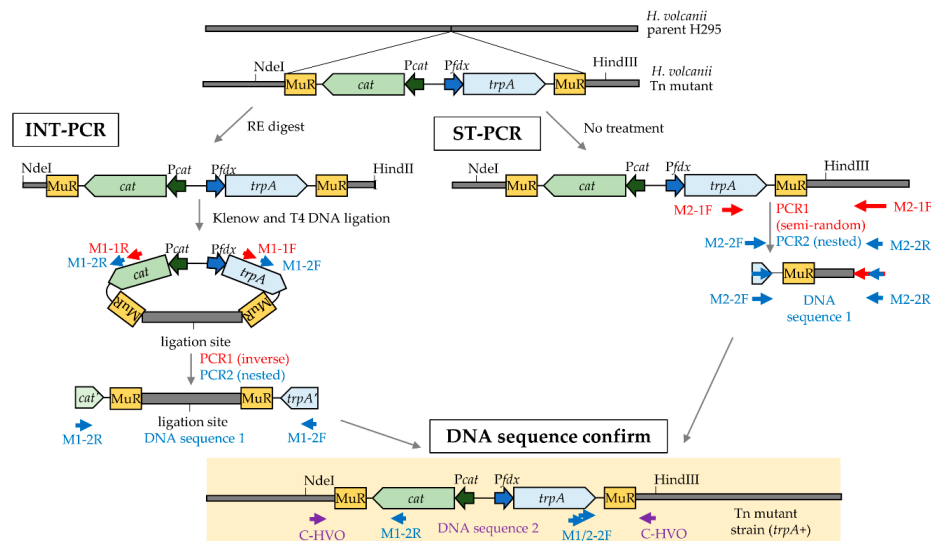 H. volcanii
parent H295
NdeI
MuR
cat
Pcat
Pfdx
trpA
MuR
HindIII
H. volcanii
Tn mutant
INT-PCR
RE digest
No treatment
ST-PCR
NdeI
MuR
cat
Pcat
Pfdx
trpA
MuR
HindII
NdeI
MuR
cat
Pcat
Pfdx
trpA
MuR
HindIII
Klenow and T4 DNA ligation
M2-1F
PCR1
(semi-random)
PCR2 (nested)
M2-1F
M2-2F
M2-2R
M1-1R
M1-2R
Pcat
Pfdx
M1-1F
M1-2F
cat
trpA
MuR
MuR
ligation site
MuR
M2-2F
DNA
sequence 1
M2-2R
PCR1 (inverse)
PCR2 (nested)
cat'
MuR
MuR
trpA'
ligation site
M1-2R
DNA sequence 1
M1-2F
DNA sequence confirm
NdeI
MuR
cat
Pcat
Pfdx
trpA
MuR
HindIII
C-HVO
M1-2R
DNA sequence 2
M1/2-2F
C-HVO
Tn mutant
strain (trpA+)